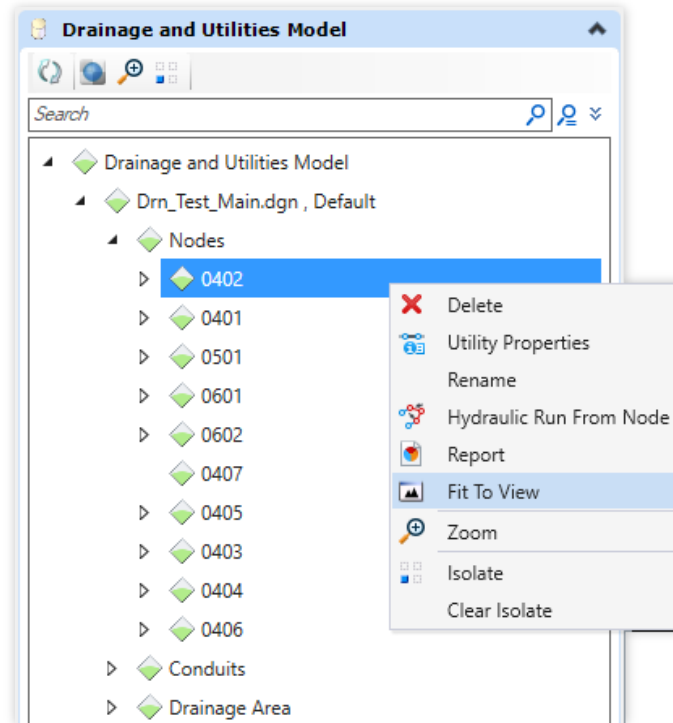 Drainage and Utilities Model
Search
Drainage and Utilities Model
Drn_Test_Main.dgn , Default
Nodes
0402
0401
0501
0601
0602
0407
0405
0403
0404
0406
Conduits
Drainage Area
Delete
Utility Properties
Rename
Hydraulic Run From Node
Report
Fit To View
Zoom
Isolate
Clear Isolate